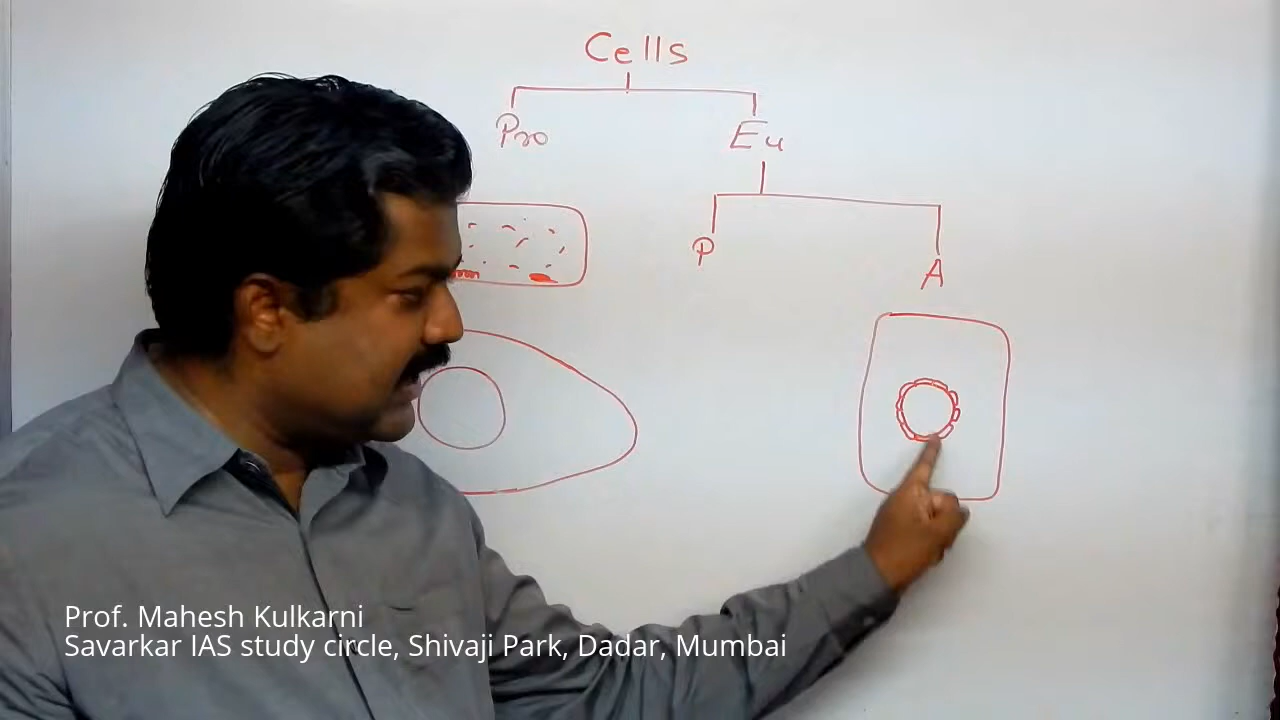 Cells
Pro
Eu
P
A
Prof. Mahesh Kulkarni
Savarkar IAS study circle, Shivaji Park, Dadar, Mumbai